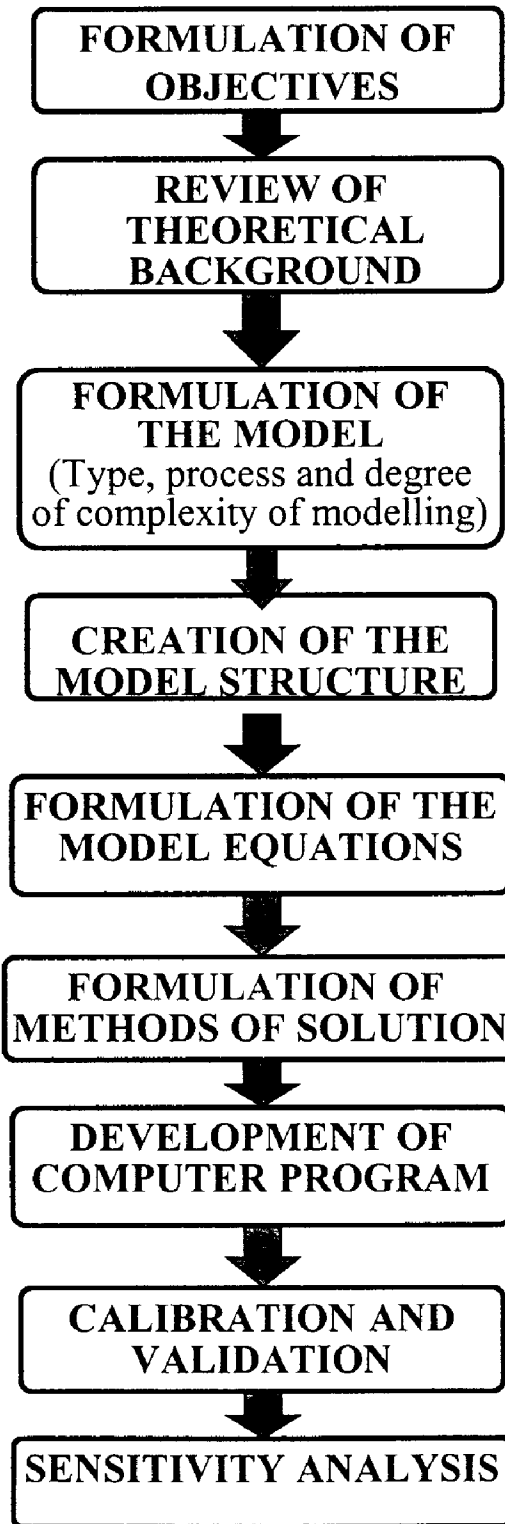 FORMULATION OF
OBJECTIVES
REVIEW OF
THEORETICAL
BACKGROUND
FORMULATION OF
THE MODEL
(Type, process and degree
of complexity of modelling)
CREATION OF THE
MODEL STRUCTURE
FORMULATION OF THE
MODEL EQUATIONS
FORMULATION OF
METHODS OF SOLUTION
DEVELOPMENT OF
COMPUTER PROGRAM
CALIBRATION AND
VALIDATION
SENSITIVITY ANALYSIS